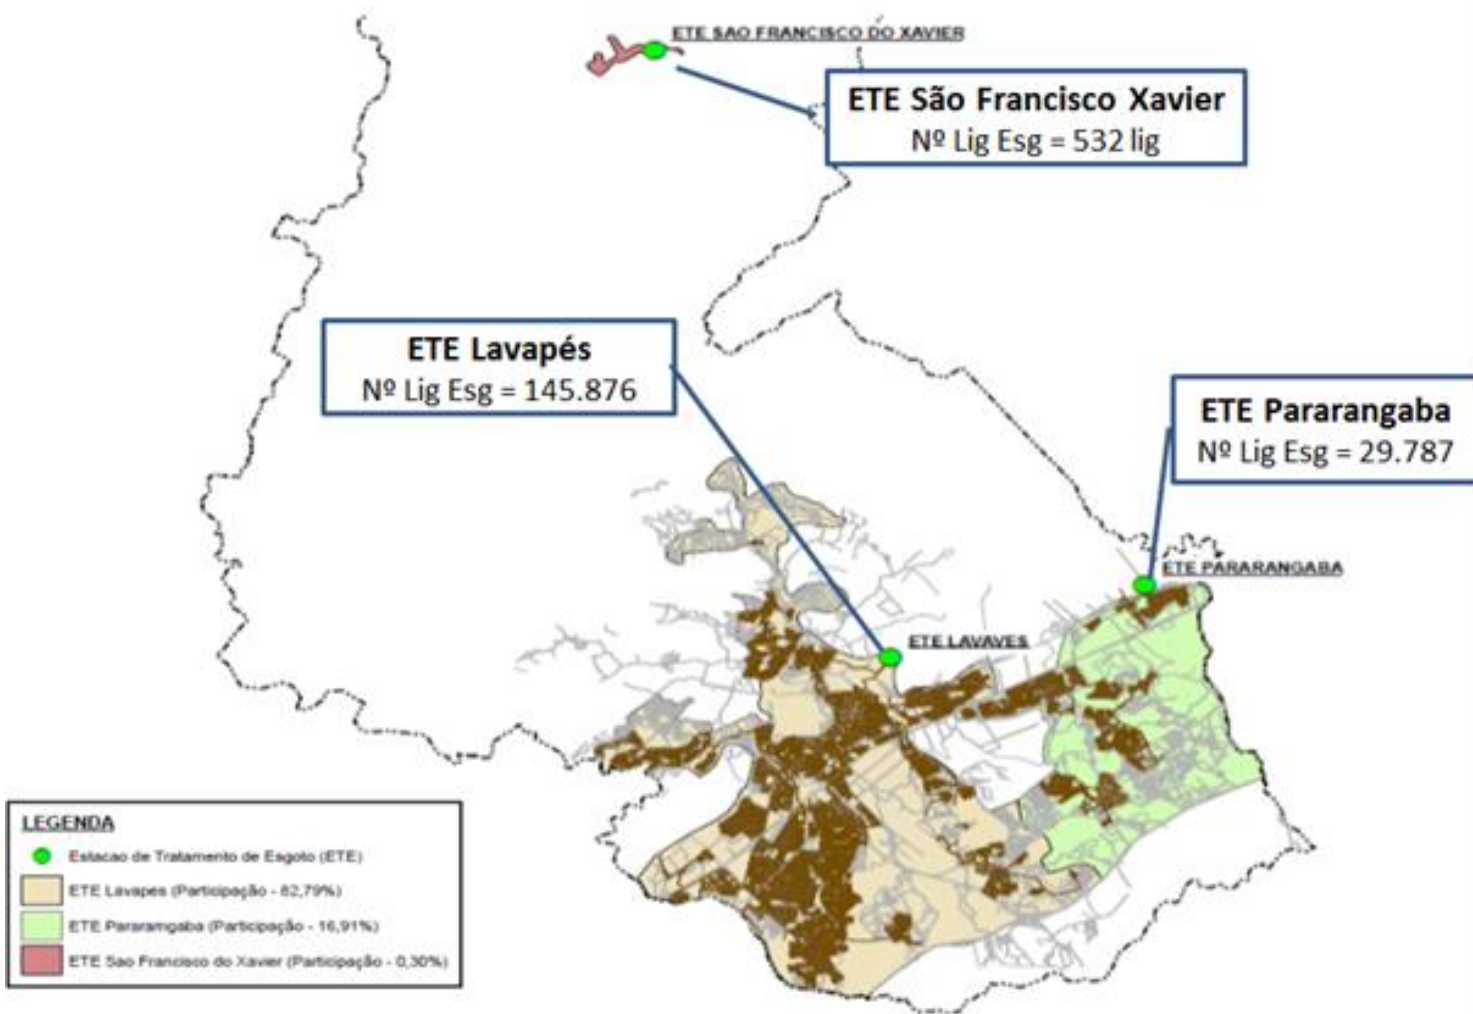 ETE SAO FRANCISCO DO XAVIER
ETE São Francisco Xavier
Nº Lig Esg = 532 lig
ETE Lavapés
Nº Lig Esg = 145.876
ETE Pararangaba
Nº Lig Esg = 29.787
ETE PARARANGABA
ETE LAVAVES
LEGENDA
Estacao de Tratamento de Esgoto (ETE)
ETE Lavapes (Participação - 82,79%)
ETE Pararamgaba (Participação - 16,91%)
ETE Sao Francisco do Xavier (Participação - 0,30%)